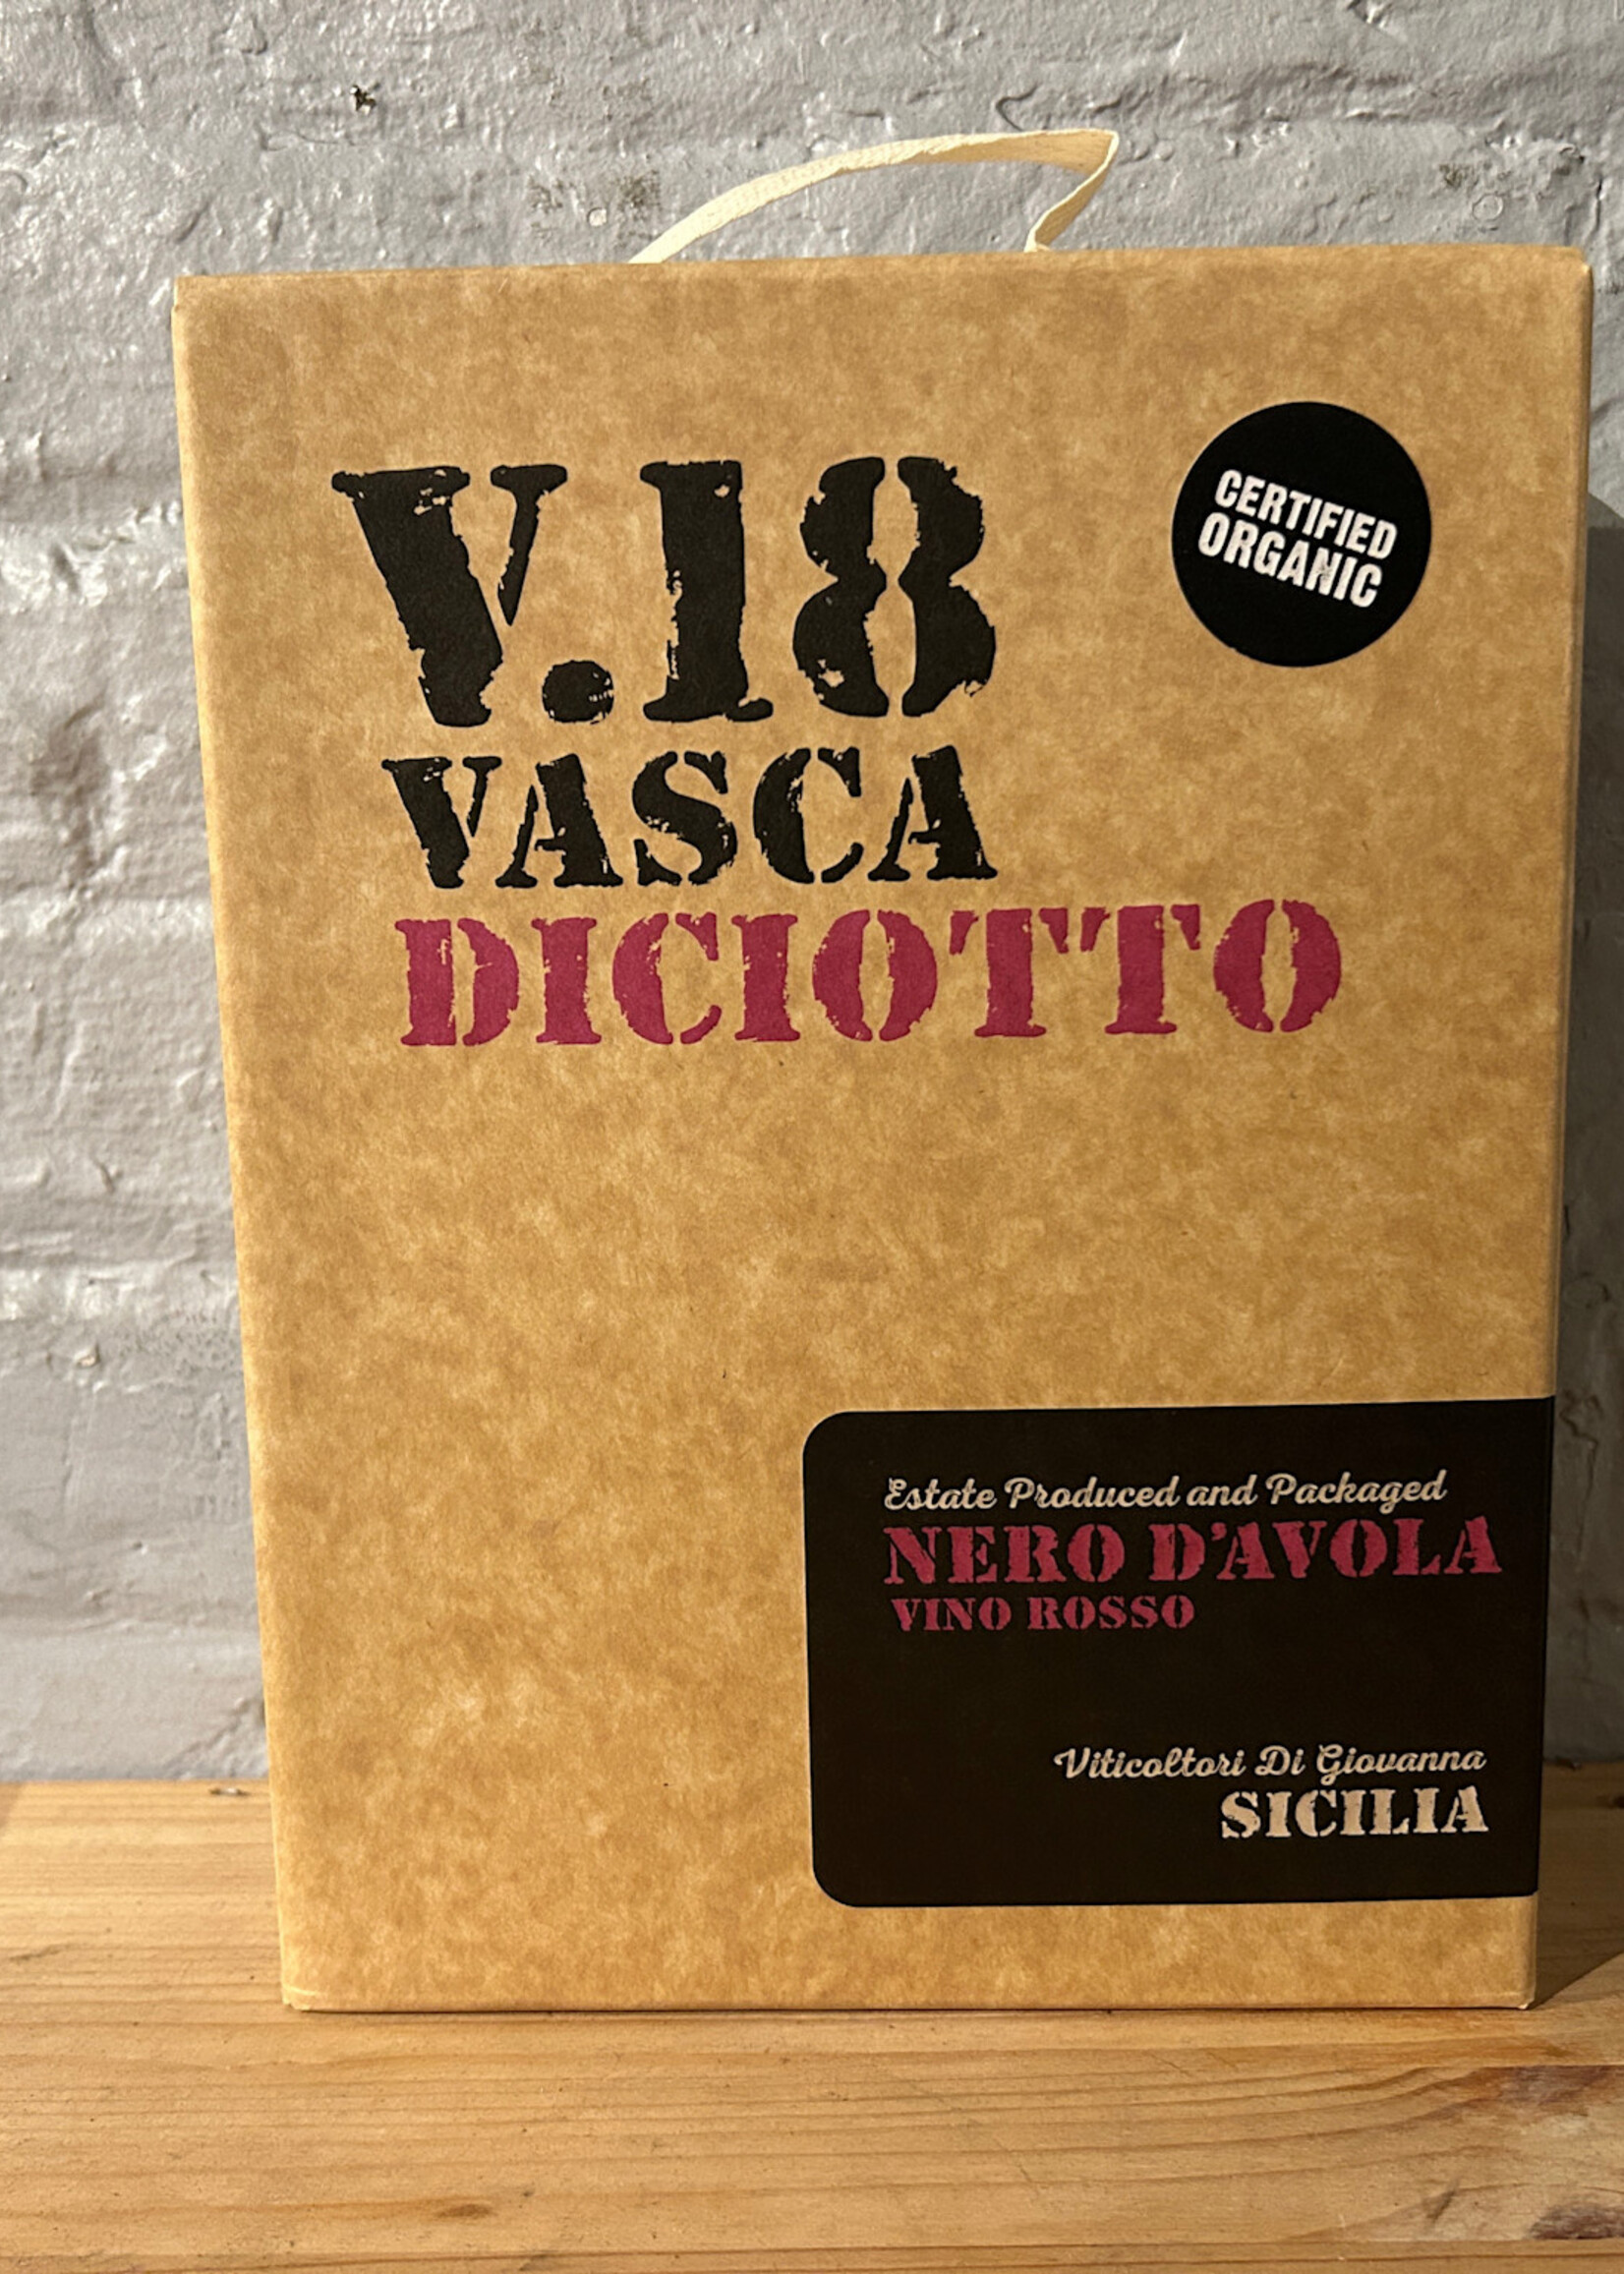 V.18
VASCA
DICIOTTO
CERTIFIED
ORGANIC
Estate Produced and Packaged
NERO D'AVOLA
VINO ROSSO
Viticoltori Di Giovanna
SICILIA